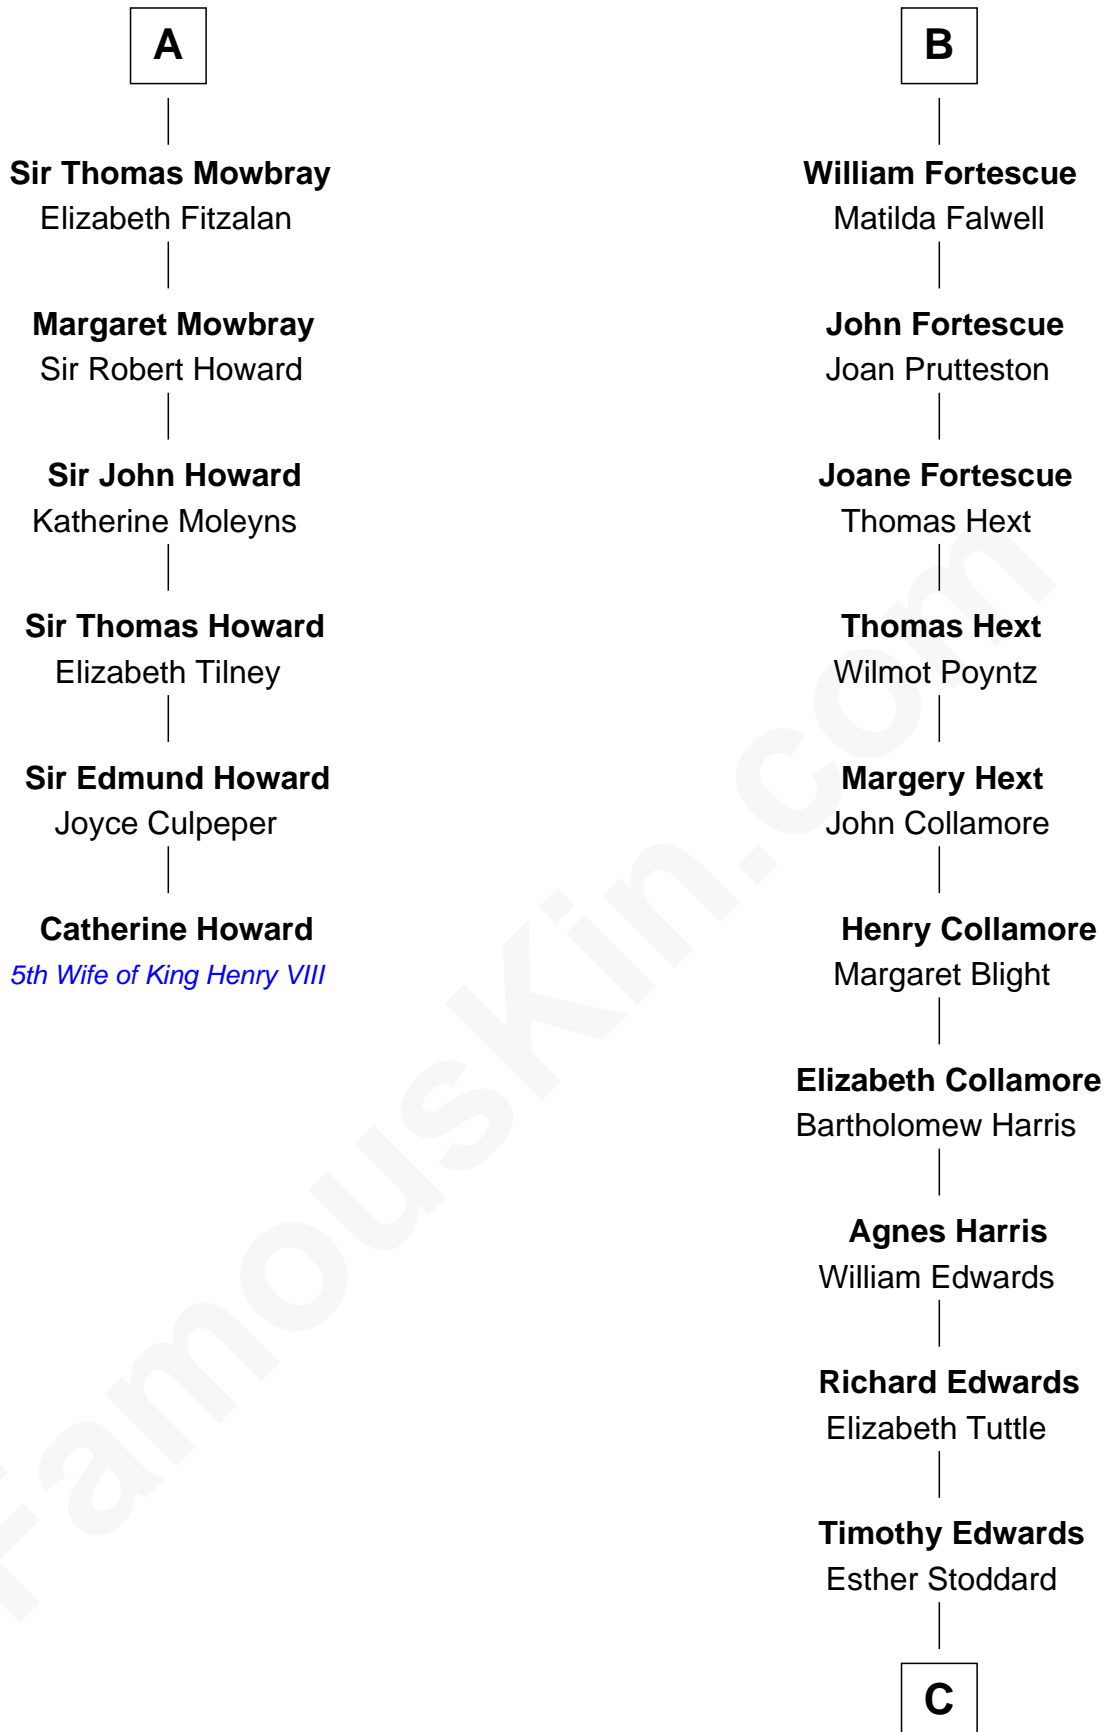 A
Sir Thomas Mowbray
Elizabeth Fitzalan
Margaret Mowbray
Sir Robert Howard
Sir John Howard
Katherine Moleyns
Sir Thomas Howard
Elizabeth Tilney
Sir Edmund Howard
Joyce Culpeper
Catherine Howard
5th Wife of King Henry VIII
B
William Fortescue
Matilda Falwell
John Fortescue
Joan Prutteston
Joane Fortescue
Thomas Hext
Thomas Hext
Wilmot Poyntz
Margery Hext
John Collamore
Henry Collamore
Margaret Blight
Elizabeth Collamore
Bartholomew Harris
Agnes Harris
William Edwards
Richard Edwards
Elizabeth Tuttle
Timothy Edwards
Esther Stoddard
C
FamousKin.com